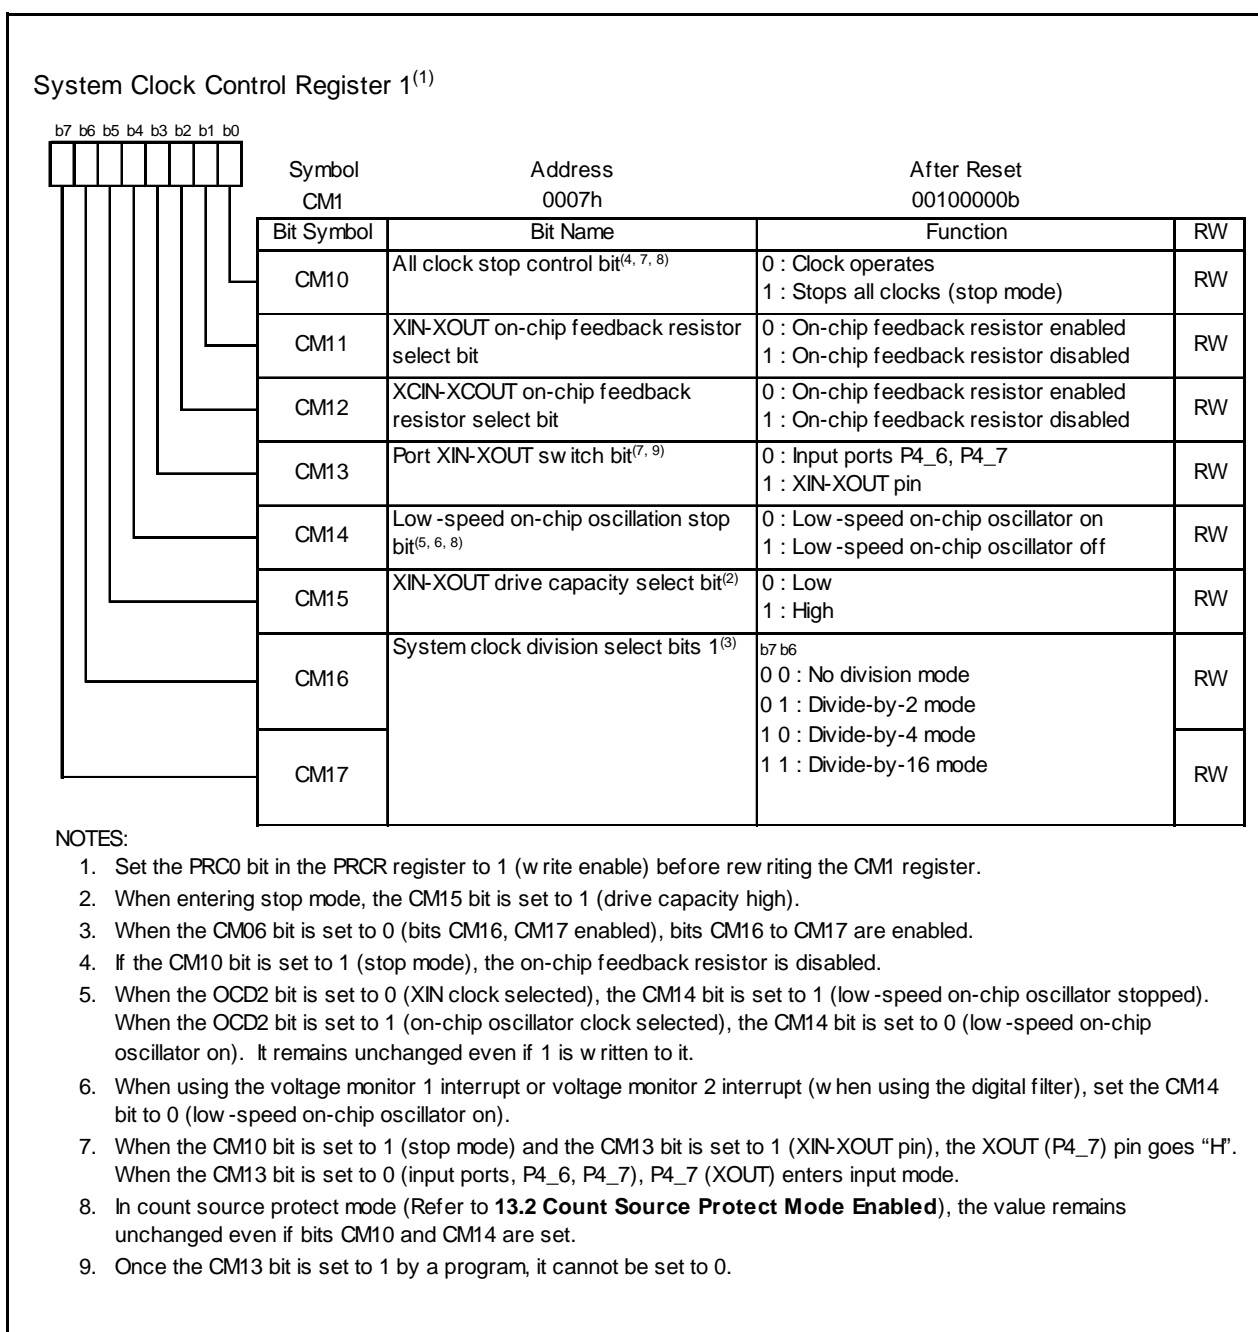 System Clock Control Register 1(1)
b7 b6 b5 b4 b3 b2 b1 b0
Symbol Address After Reset
CM1 0007h 00100000b
Bit Symbol Bit Name Function RW
CM10 All clock stop control bit(4, 7, 8) 0 : Clock operates RW
1 : Stops all clocks (stop mode)
CM11 XIN-XOUT on-chip feedback resistor 0 : On-chip feedback resistor enabled RW
select bit 1 : On-chip feedback resistor disabled
CM12 XCIN-XCOUT on-chip feedback 0 : On-chip feedback resistor enabled RW
resistor select bit 1 : On-chip feedback resistor disabled
CM13 Port XIN-XOUT switch bit(7, 9) 0 : Input ports P4_6, P4_7 RW
1 : XIN-XOUT pin
CM14 Low-speed on-chip oscillation stop 0 : Low-speed on-chip oscillator on RW
bit(5, 6, 8) 1 : Low-speed on-chip oscillator off
CM15 XIN-XOUT drive capacity select bit(2) 0 : Low RW
1 : High
CM16 System clock division select bits 1(3) b7 b6 RW
0 0 : No division mode
0 1 : Divide-by-2 mode
1 0 : Divide-by-4 mode
CM17 1 1 : Divide-by-16 mode RW
NOTES:
1. Set the PRC0 bit in the PRCR register to 1 (write enable) before rewriting the CM1 register.
2. When entering stop mode, the CM15 bit is set to 1 (drive capacity high).
3. When the CM06 bit is set to 0 (bits CM16, CM17 enabled), bits CM16 to CM17 are enabled.
4. If the CM10 bit is set to 1 (stop mode), the on-chip feedback resistor is disabled.
5. When the OCD2 bit is set to 0 (XIN clock selected), the CM14 bit is set to 1 (low-speed on-chip oscillator stopped).
When the OCD2 bit is set to 1 (on-chip oscillator clock selected), the CM14 bit is set to 0 (low-speed on-chip
oscillator on). It remains unchanged even if 1 is written to it.
6. When using the voltage monitor 1 interrupt or voltage monitor 2 interrupt (when using the digital filter), set the CM14
bit to 0 (low-speed on-chip oscillator on).
7. When the CM10 bit is set to 1 (stop mode) and the CM13 bit is set to 1 (XIN-XOUT pin), the XOUT (P4_7) pin goes “H”.
When the CM13 bit is set to 0 (input ports, P4_6, P4_7), P4_7 (XOUT) enters input mode.
8. In count source protect mode (Refer to 13.2 Count Source Protect Mode Enabled), the value remains
unchanged even if bits CM10 and CM14 are set.
9. Once the CM13 bit is set to 1 by a program, it cannot be set to 0.